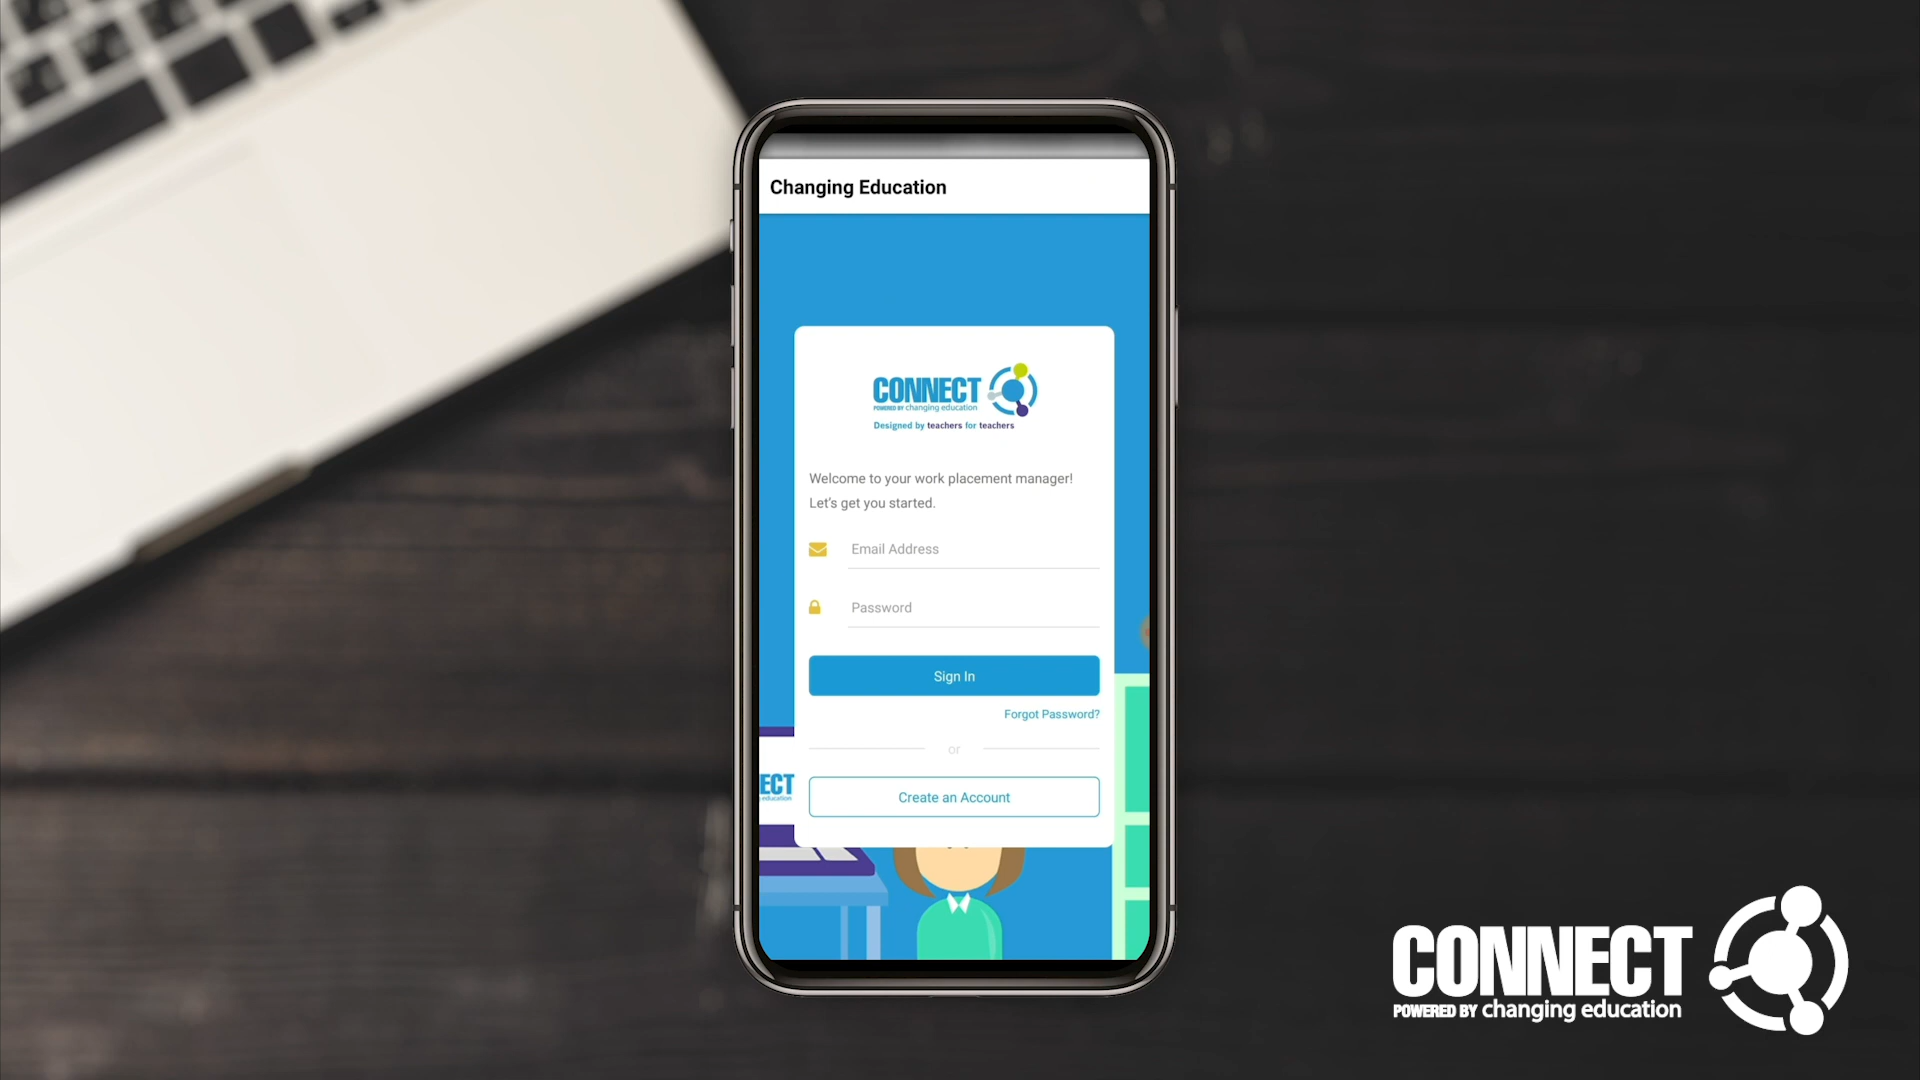 Changing Education
CONNECT
POWERED BY changing education
Designed by teachers for teachers
Welcome to your work placement manager!
Let's get you started.
Email Address
Password
Sign In
Forgot Password?
or
Create an Account
ECT
education
CONNECT
POWERED BY changing education